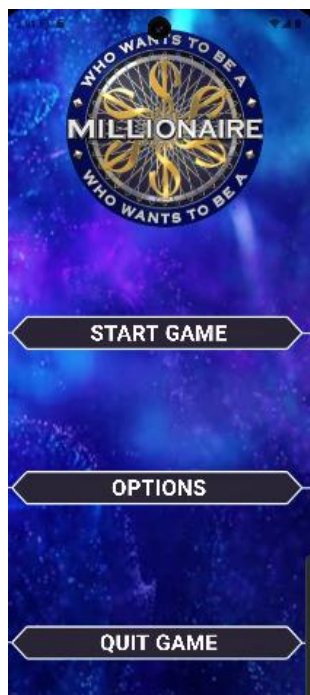 WHO WANTS TO BE A
MILLIONAIRE
WHO WANTS TO BE A
START GAME
OPTIONS
QUIT GAME